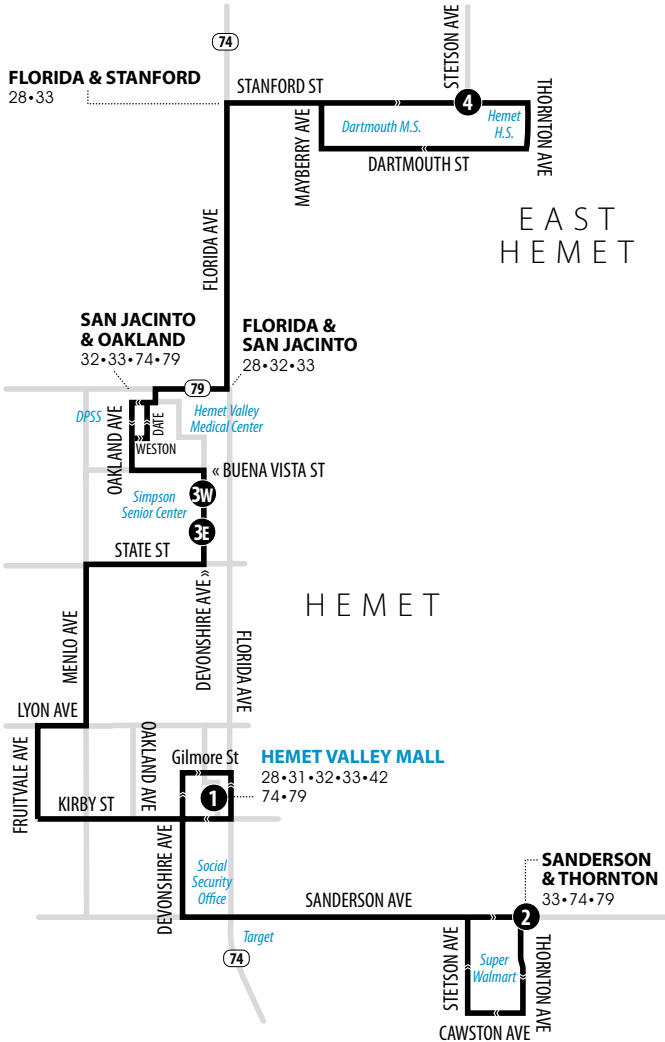 74
STETSON AVE
FLORIDA & STANFORD
28•33
STANFORD ST
4
THORNTON AVE
MAYBERRY AVE
Dartmouth M.S.
Hemet
H.S.
DARTMOUTH ST
EAST
HEMET
FLORIDA AVE
SAN JACINTO
& OAKLAND
32•33•74•79
FLORIDA &
SAN JACINTO
28•32•33
79
DPSS
OAKLAND AVE
DATE
WESTON
Hemet Valley
Medical Center
« BUENA VISTA ST
3W
Simpson
Senior Center
3E
STATE ST
DEVONSHIRE AVE »
HEMET
MENLO AVE
FLORIDA AVE
LYON AVE
FRUITVALE AVE
OAKLAND AVE
Gilmore St
HEMET VALLEY MALL
28•31•32•33•42
74•79
1
KIRBY ST
DEVONSHIRE AVE
Social
Security
Office
SANDERSON AVE
SANDERSON
& THORNTON
33•74•79
2
Target
74
STETSON AVE
Super
Walmart
THORNTON AVE
CAWSTON AVE